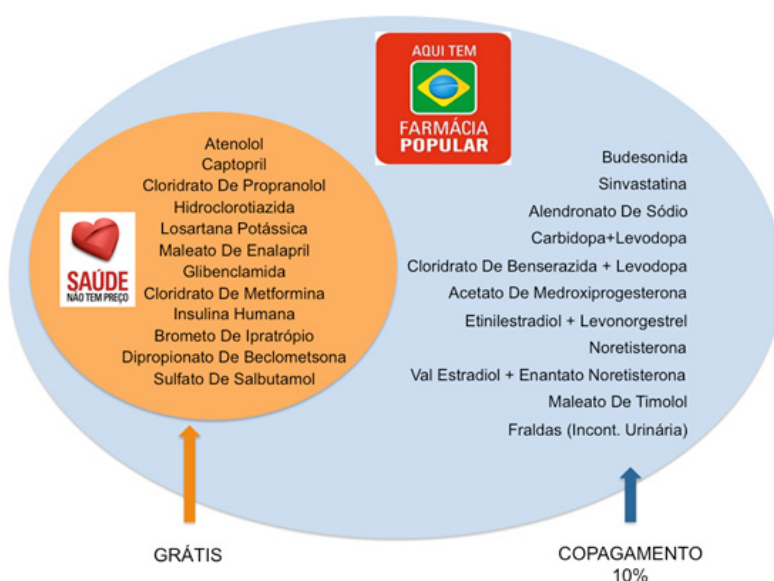 AQUI TEM
FARMÁCIA
POPULAR
Atenolol
Captopril
Cloridrato De Propranolol
Hidroclorotiazida
Losartana Potássica
Maleato De Enalapril
Glibenclamida
Cloridrato De Metformina
Insulina Humana
Brometo De Ipratrópio
Dipropionato De Beclometsona
Sulfato De Salbutamol
SAÚDE
NÃO TEM PREÇO
Budesonida
Sinvastatina
Alendronato De Sódio
Carbidopa+Levodopa
Cloridrato De Benserazida + Levodopa
Acetato De Medroxiprogesterona
Etinilestradiol + Levonorgestrel
Noretisterona
Val Estradiol + Enantato Noretisterona
Maleato De Timolol
Fraldas (Incont. Urinária)
GRÁTIS
COPAGAMENTO
10%